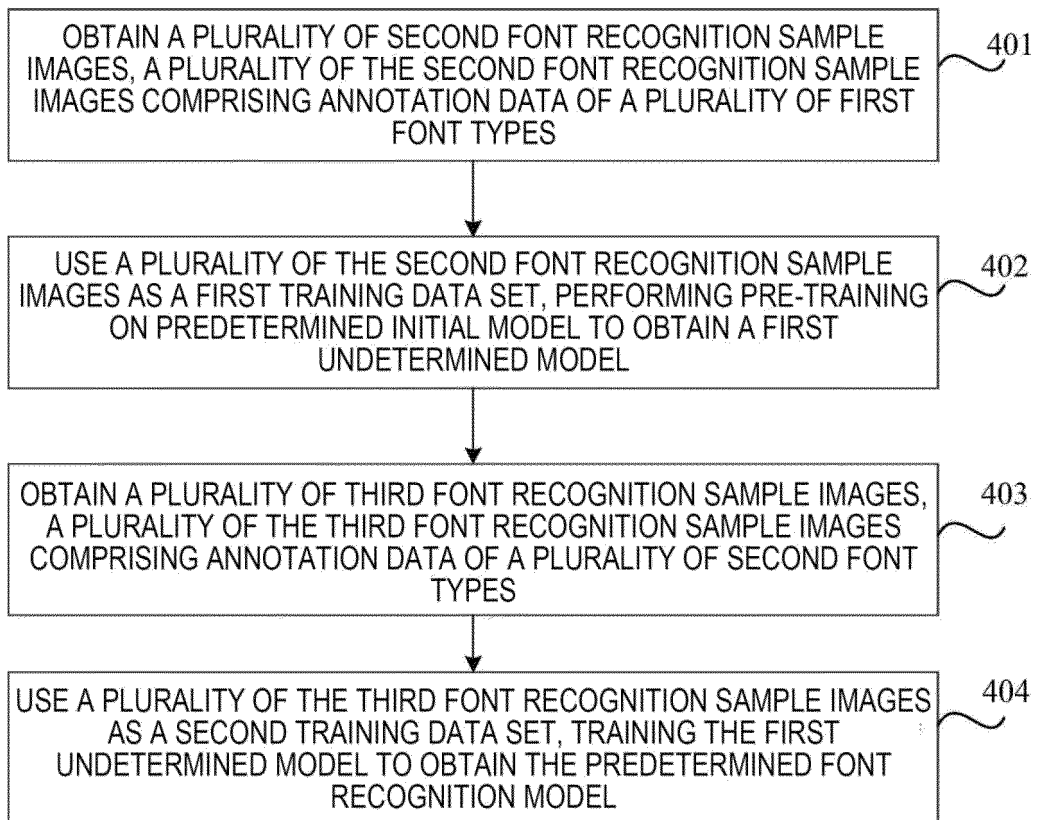 OBTAIN A PLURALITY OF SECOND FONT RECOGNITION SAMPLE
IMAGES, A PLURALITY OF THE SECOND FONT RECOGNITION SAMPLE
IMAGES COMPRISING ANNOTATION DATA OF A PLURALITY OF FIRST
FONT TYPES
401
USE A PLURALITY OF THE SECOND FONT RECOGNITION SAMPLE
IMAGES AS A FIRST TRAINING DATA SET, PERFORMING PRE-TRAINING
ON PREDETERMINED INITIAL MODEL TO OBTAIN A FIRST
UNDETERMINED MODEL
402
OBTAIN A PLURALITY OF THIRD FONT RECOGNITION SAMPLE IMAGES,
A PLURALITY OF THE THIRD FONT RECOGNITION SAMPLE IMAGES
COMPRISING ANNOTATION DATA OF A PLURALITY OF SECOND FONT
TYPES
403
USE A PLURALITY OF THE THIRD FONT RECOGNITION SAMPLE IMAGES
AS A SECOND TRAINING DATA SET, TRAINING THE FIRST
UNDETERMINED MODEL TO OBTAIN THE PREDETERMINED FONT
RECOGNITION MODEL
404